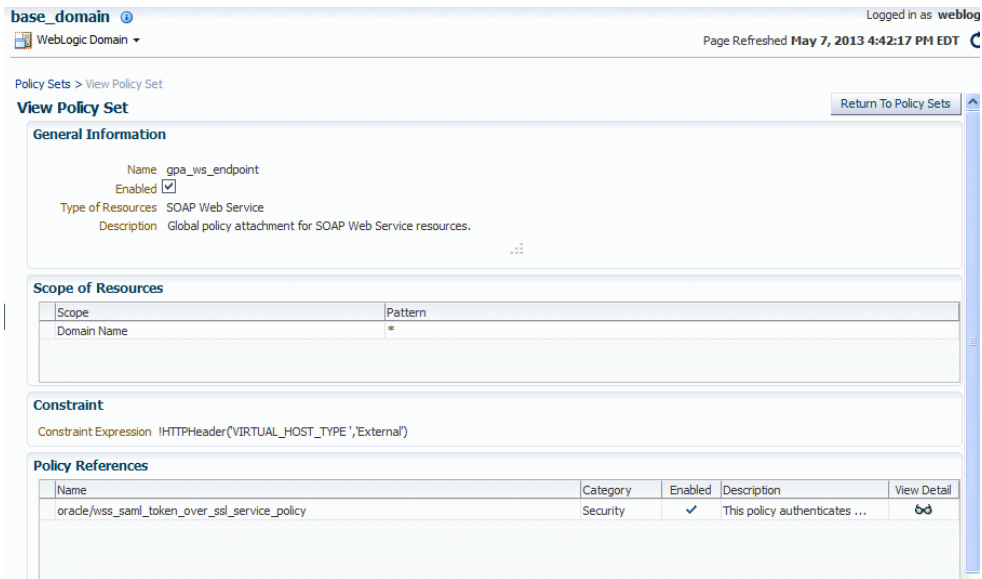 base_domain
Logged in as weblog
WebLogic Domain
Page Refreshed May 7, 2013 4:42:17 PM EDT
Policy Sets > View Policy Set
View Policy Set
Return To Policy Sets
General Information
Name gpa_ws_endpoint
Enabled
Type of Resources SOAP Web Service
Description Global policy attachment for SOAP Web Service resources.
Scope of Resources
Scope Pattern
Domain Name *
Constraint
Constraint Expression !HTTPHeader('VIRTUAL_HOST_TYPE ','External')
Policy References
Name Category Enabled Description View Detail
oracle/wss_saml_token_over_ssl_service_policy Security This policy authenticates ...